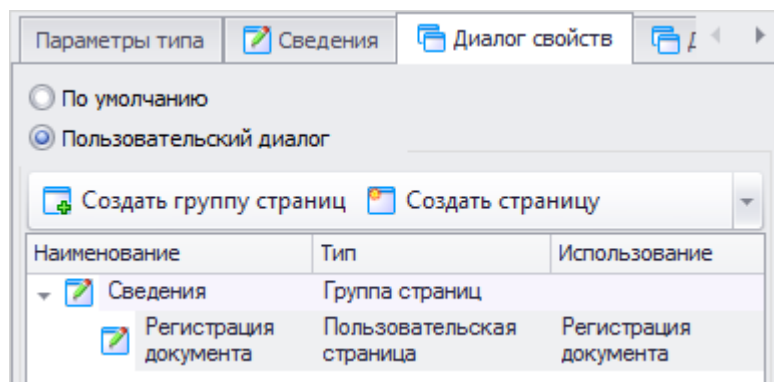 Параметры типа Сведения Диалог свойств
По умолчанию
Пользовательский диалог
Создать группу страниц Создать страницу
Наименование Тип Использование
Сведения Группа страниц
Регистрация Пользовательская Регистрация
документа страница документа